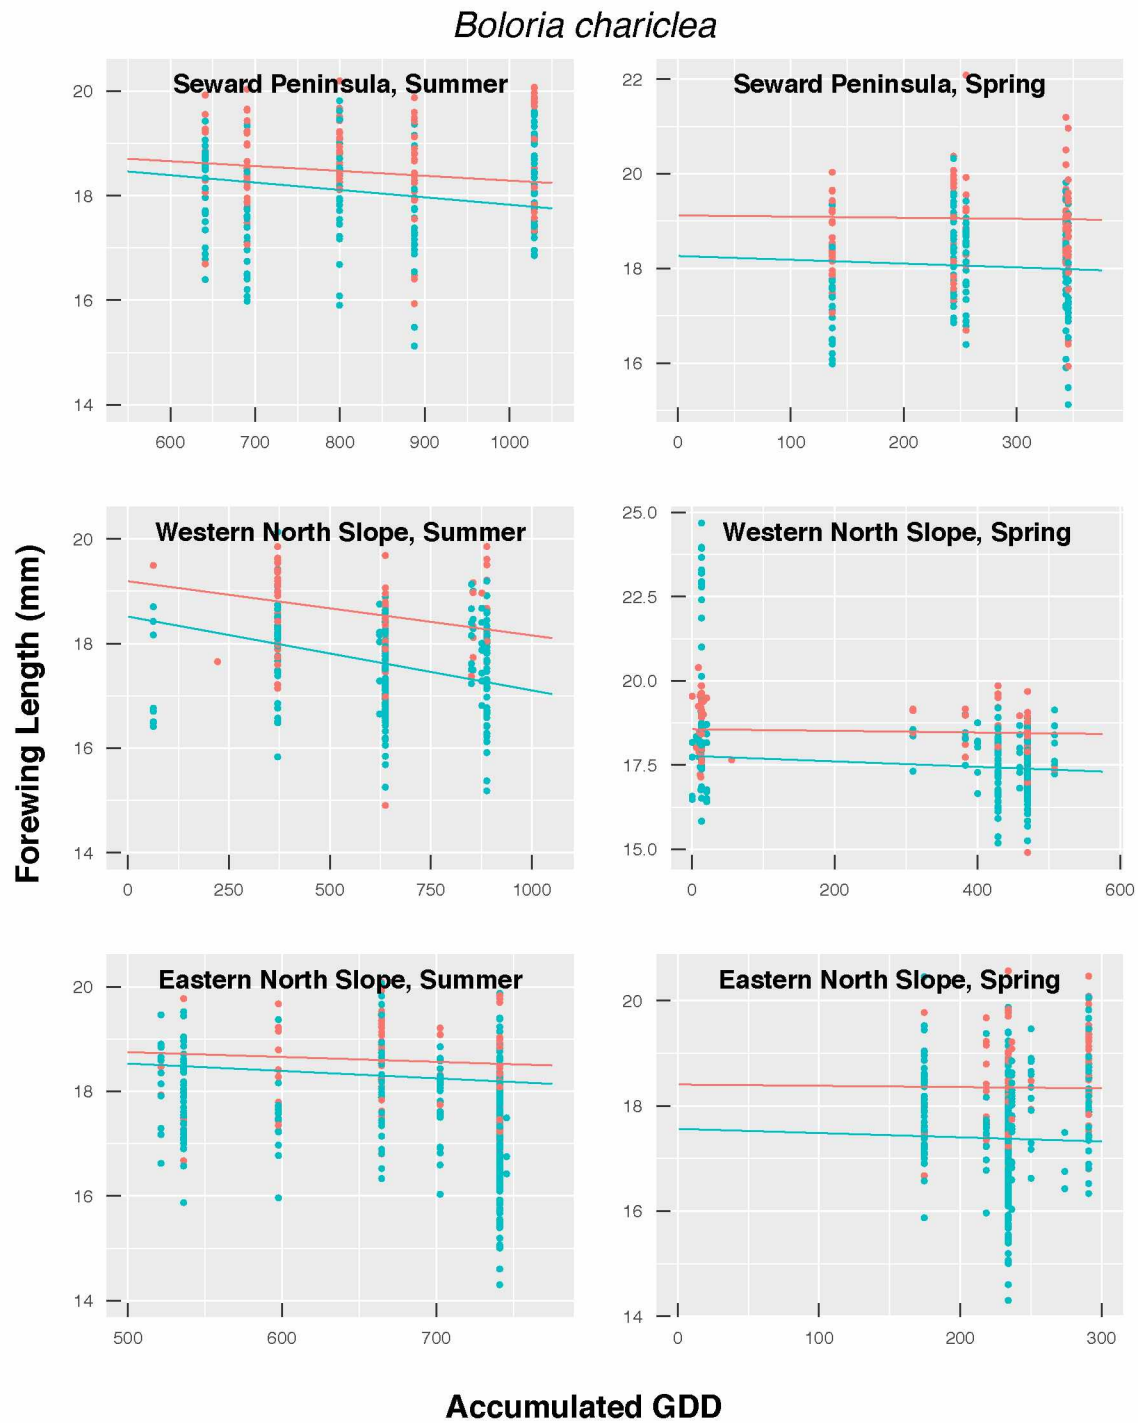 Boloria chariclea
Seward Peninsula, Summer
20
18
16
14
600 700 800 900 1000
Seward Peninsula, Spring
22
20
18
16
0 100 200 300
Forewing Length (mm)
Western North Slope, Summer
20
18
16
14
0 250 500 750 1000
Western North Slope, Spring
25.0
22.5
20.0
17.5
15.0
0 200 400 600
Eastern North Slope, Summer
20
18
16
14
500 600 700
Eastern North Slope, Spring
20
18
16
14
0 100 200 300
Accumulated GDD